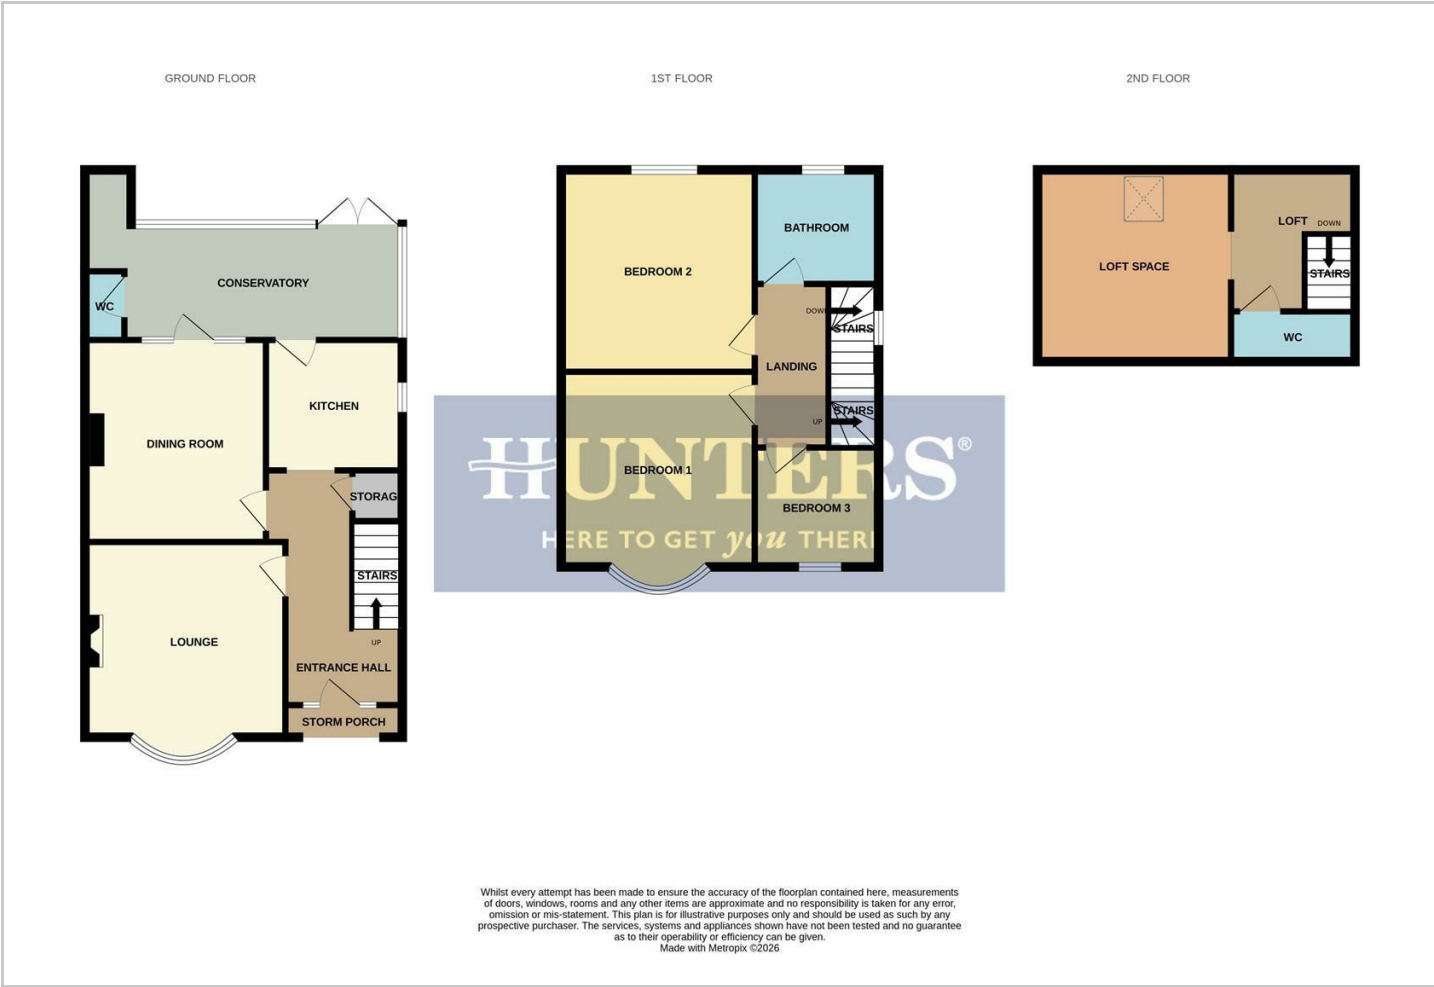 GROUND FLOOR
1ST FLOOR
2ND FLOOR
CONSERVATORY
WC
DINING ROOM
KITCHEN
STORAG
STAIRS
UP
LOUNGE
ENTRANCE HALL
STORM PORCH
BEDROOM 2
BATHROOM
DOWN
STAIRS
LANDING
STAIRS
UP
BEDROOM 1
BEDROOM 3
HUNTERS®
HERE TO GET you THERE
LOFT
DOWN
LOFT SPACE
STAIRS
WC
Whilst every attempt has been made to ensure the accuracy of the floorplan contained here, measurements
of doors, windows, rooms and any other items are approximate and no responsibility is taken for any error,
omission or mis-statement. This plan is for illustrative purposes only and should be used as such by any
prospective purchaser. The services, systems and appliances shown have not been tested and no guarantee
as to their operability or efficiency can be given.
Made with Metropix ©2026